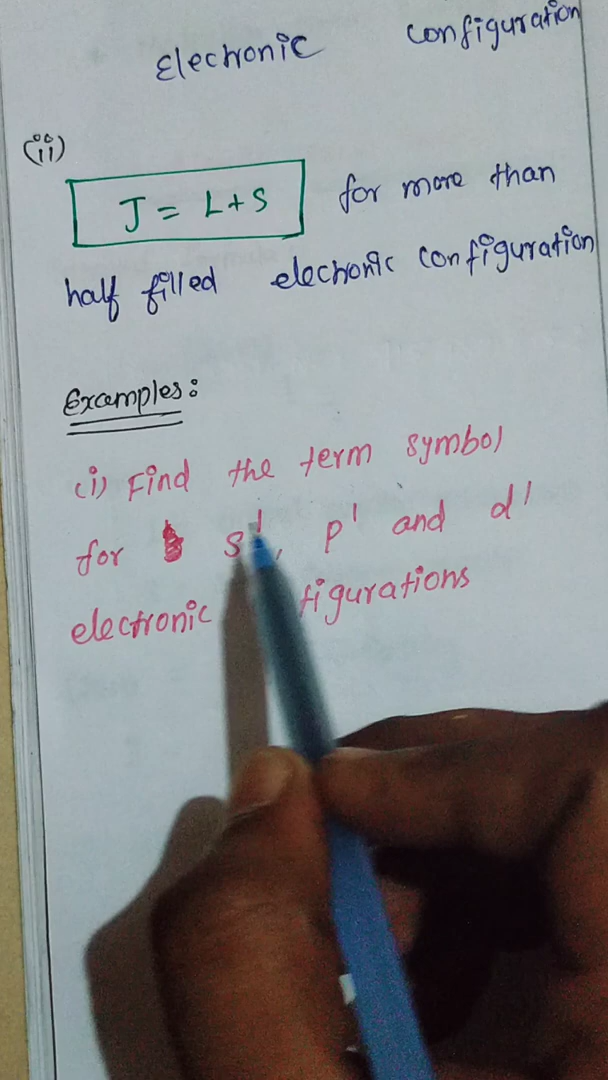 Electronic configuration
(ii)
J = L+S for more than
half filled electronic configuration
Examples:
(i) Find the term symbol
for s¹, p¹ and d¹
electronic figurations